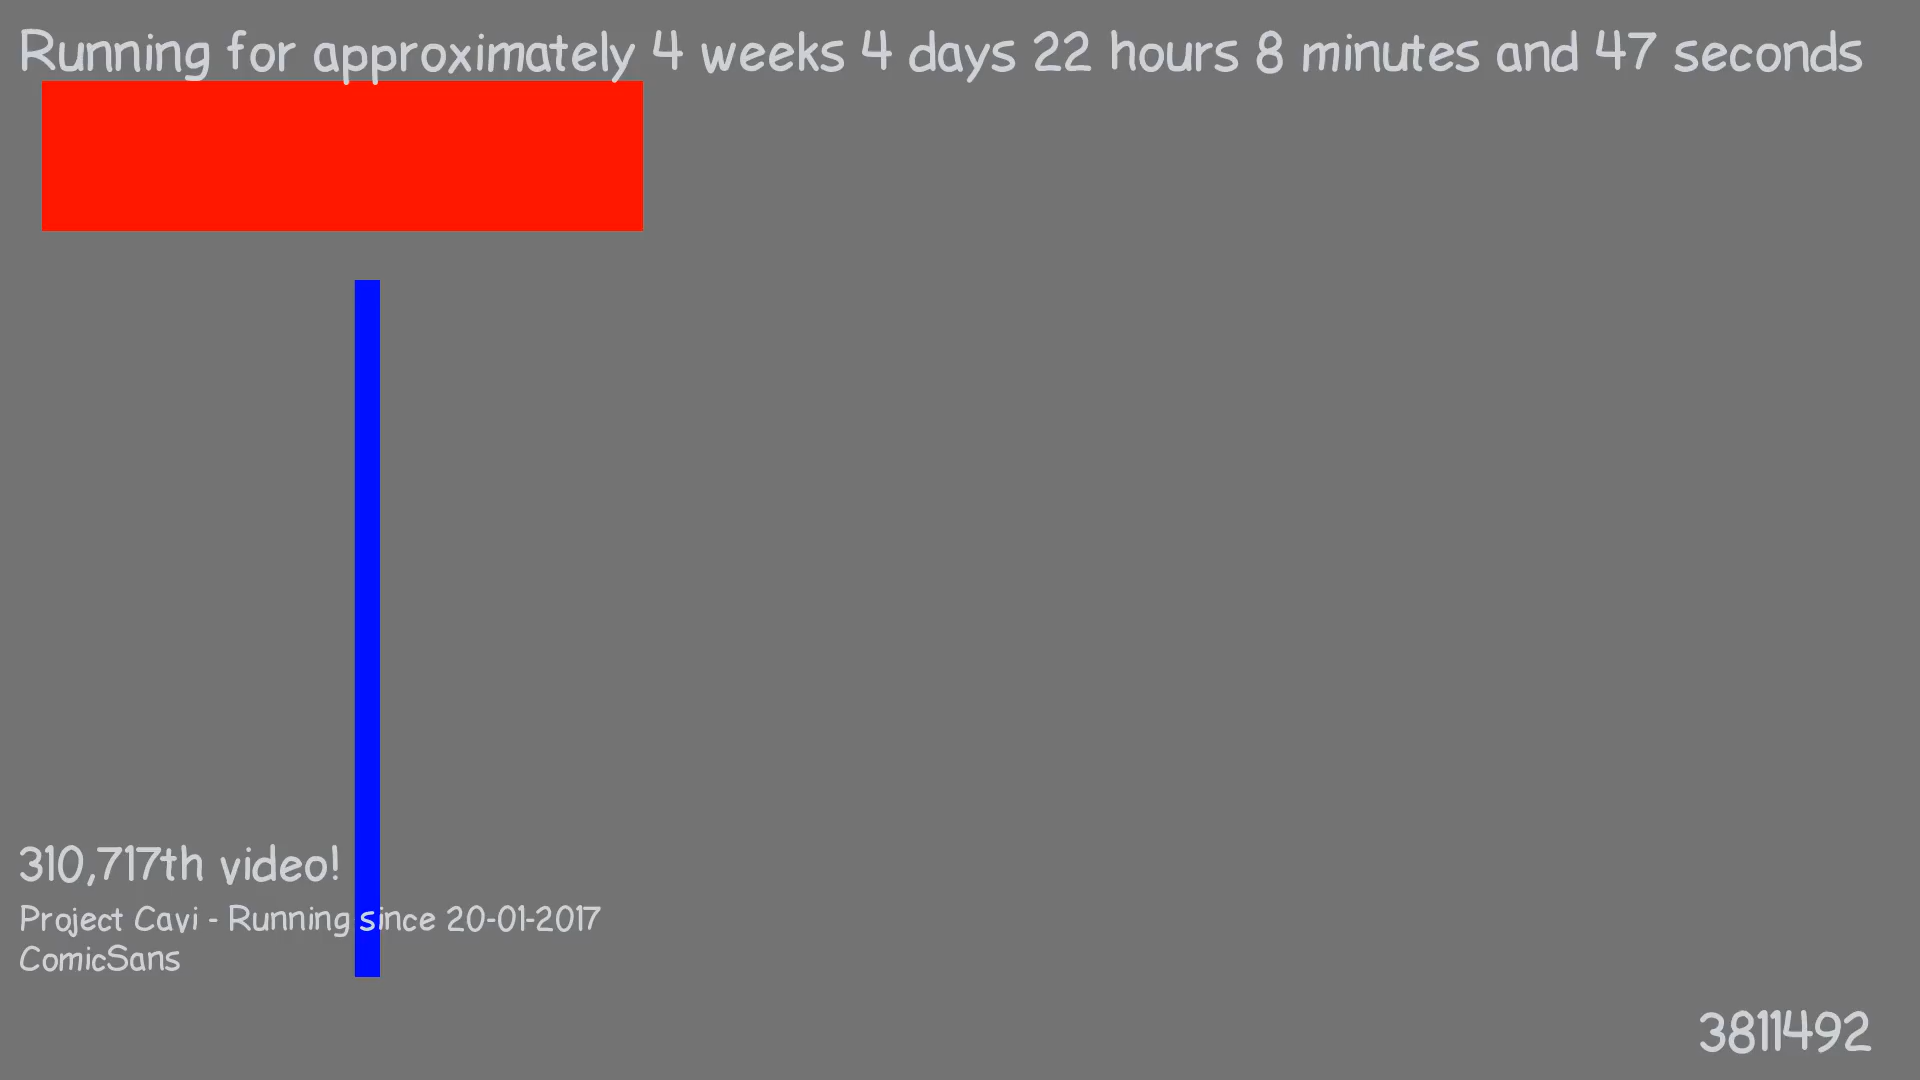 Running for approximately 4 weeks 4 days 22 hours 8 minutes and 47 seconds
310,717th video!
Project Cavi - Running since 20-01-2017
ComicSans
3811492